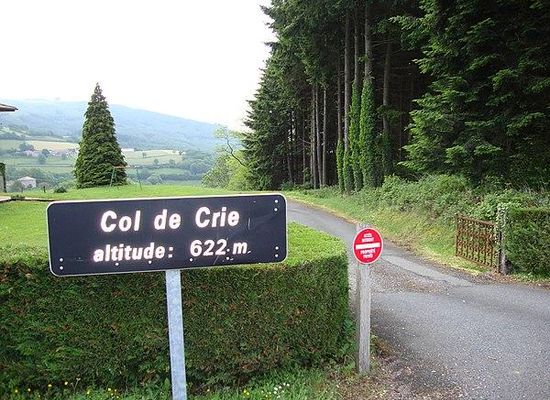 Col de Crie
altitude: 622 m